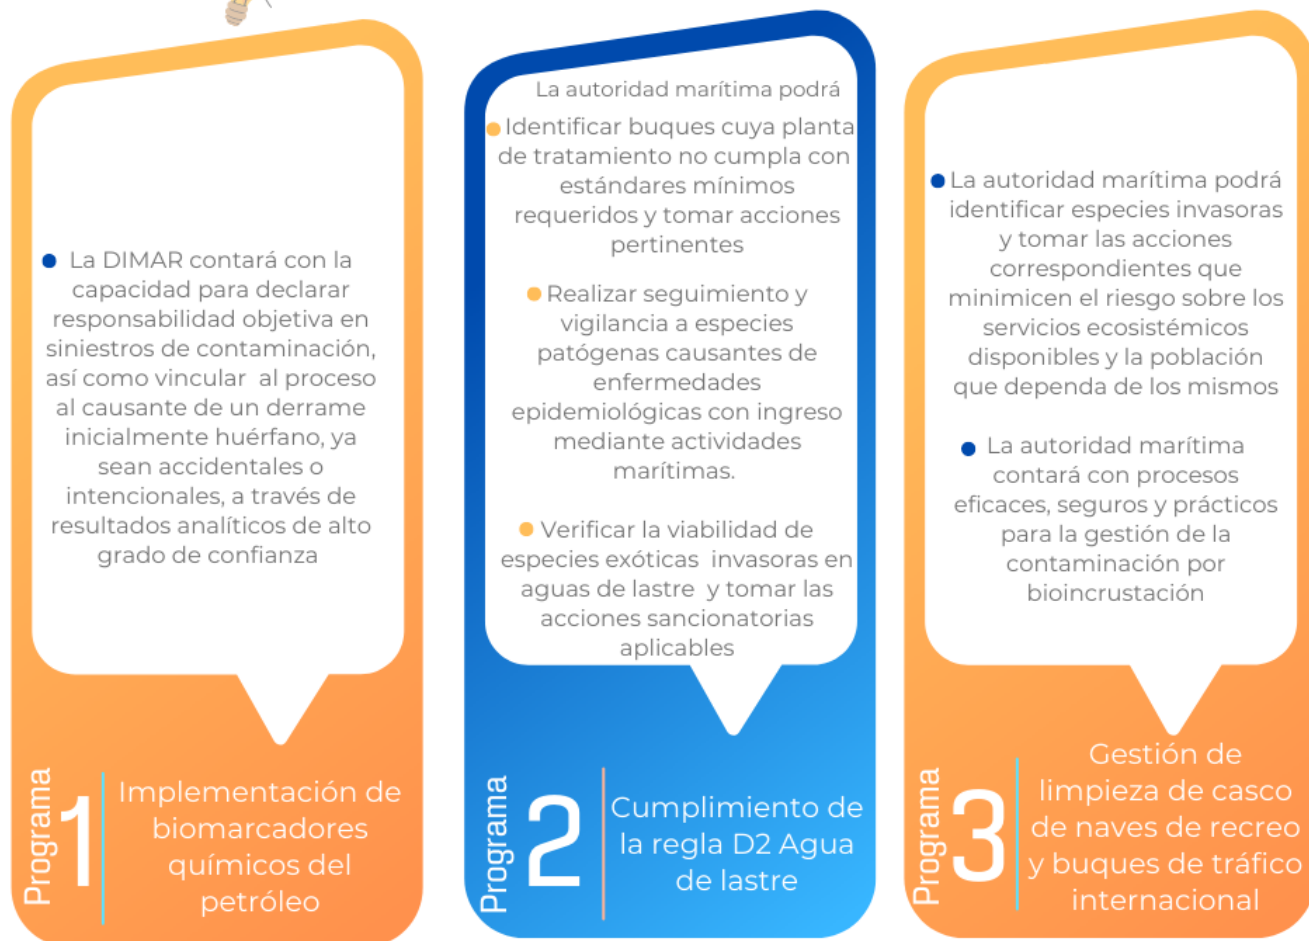 La DIMAR contará con la
capacidad para declarar
responsabilidad objetiva en
siniestros de contaminación,
así como vincular al proceso
al causante de un derrame
inicialmente huérfano, ya
sean accidentales o
intencionales, a través de
resultados analíticos de alto
grado de confianza
Programa
1
Implementación de
biomarcadores
químicos del
petróleo
La autoridad marítima podrá
Identificar buques cuya planta
de tratamiento no cumpla con
estándares mínimos
requeridos y tomar acciones
pertinentes
Realizar seguimiento y
vigilancia a especies
patógenas causantes de
enfermedades
epidemiológicas con ingreso
mediante actividades
marítimas.
Verificar la viabilidad de
especies exóticas invasoras en
aguas de lastre y tomar las
acciones sancionatorias
aplicables
Programa
2
Cumplimiento de
la regla D2 Agua
de lastre
La autoridad marítima podrá
identificar especies invasoras
y tomar las acciones
correspondientes que
minimicen el riesgo sobre los
servicios ecosistémicos
disponibles y la población
que dependa de los mismos
La autoridad marítima
contará con procesos
eficaces, seguros y prácticos
para la gestión de la
contaminación por
bioincrustación
Programa
3
Gestión de
limpieza de casco
de naves de recreo
y buques de tráfico
internacional